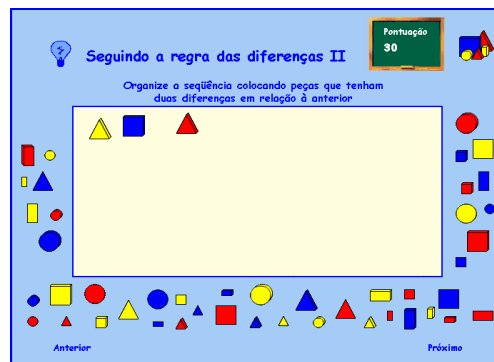 Pontuação
30
Seguindo a regra das diferenças II
Organize a seqüência colocando peças que tenham
duas diferenças em relação à anterior
Anterior
Próximo